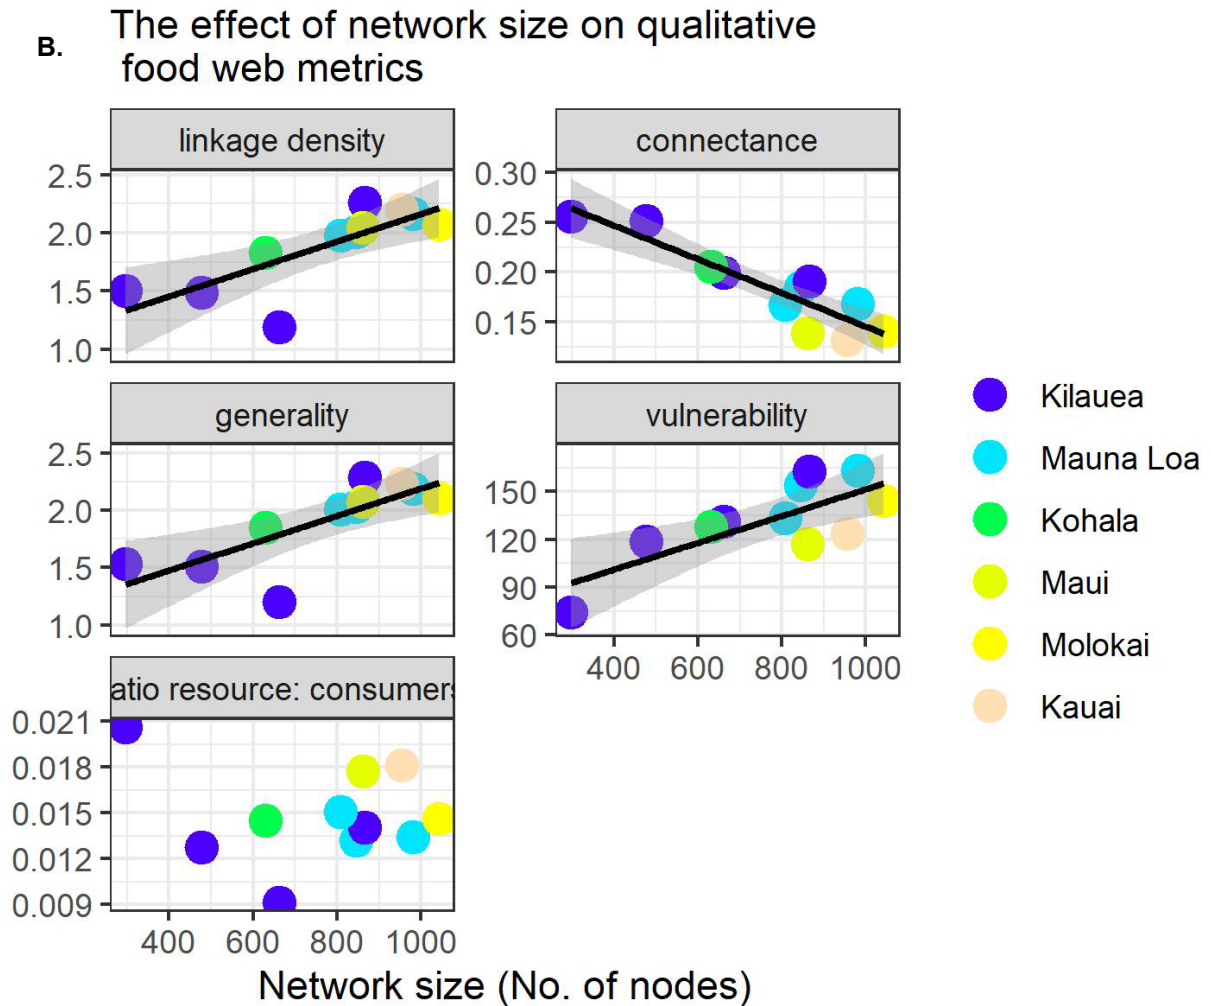 B.
The effect of network size on qualitative
food web metrics
linkage density
2.5
2.0
1.5
1.0
connectance
0.30
0.25
0.20
0.15
generality
2.5
2.0
1.5
1.0
vulnerability
150
120
90
60
400 600 800 1000
atio resource: consumers
0.021
0.018
0.015
0.012
0.009
400 600 800 1000
Network size (No. of nodes)
Kilauea
Mauna Loa
Kohala
Maui
Molokai
Kauai